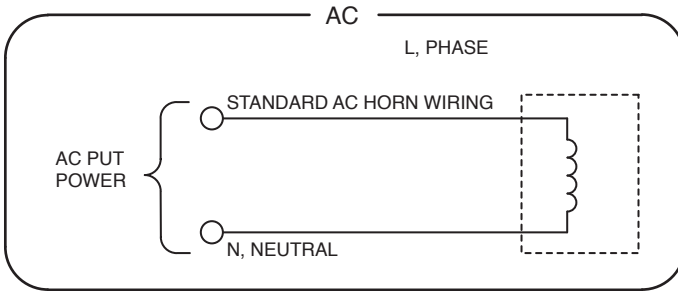 AC
L, PHASE
STANDARD AC HORN WIRING
AC PUT
POWER
N, NEUTRAL